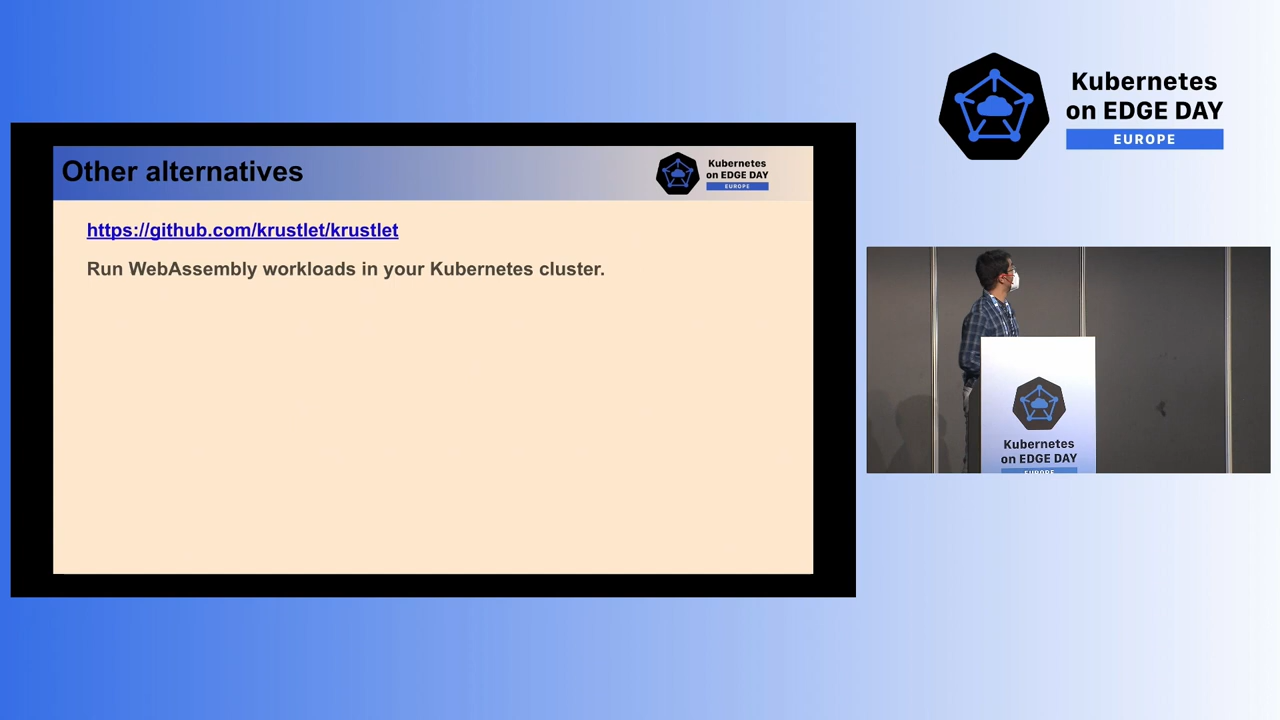 Other alternatives
Kubernetes
on EDGE DAY
EUROPE
https://github.com/krustlet/krustlet
Run WebAssembly workloads in your Kubernetes cluster.
Kubernetes
on EDGE DAY
EUROPE
Kubernetes
on EDGE DAY
EUROPE